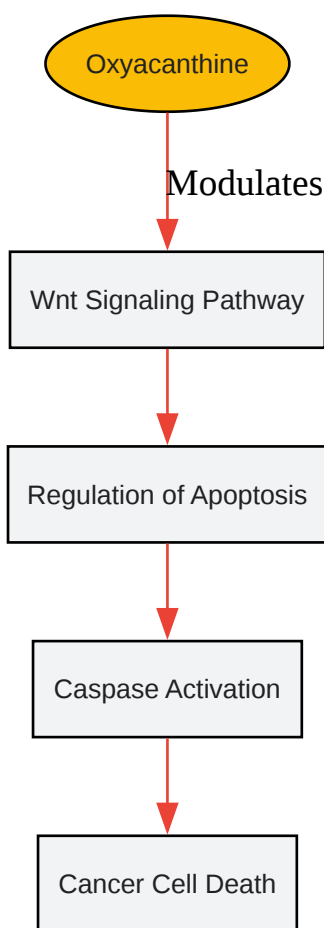 Oxyacanthine
Modulates
Wnt Signaling Pathway
Regulation of Apoptosis
Caspase Activation
Cancer Cell Death